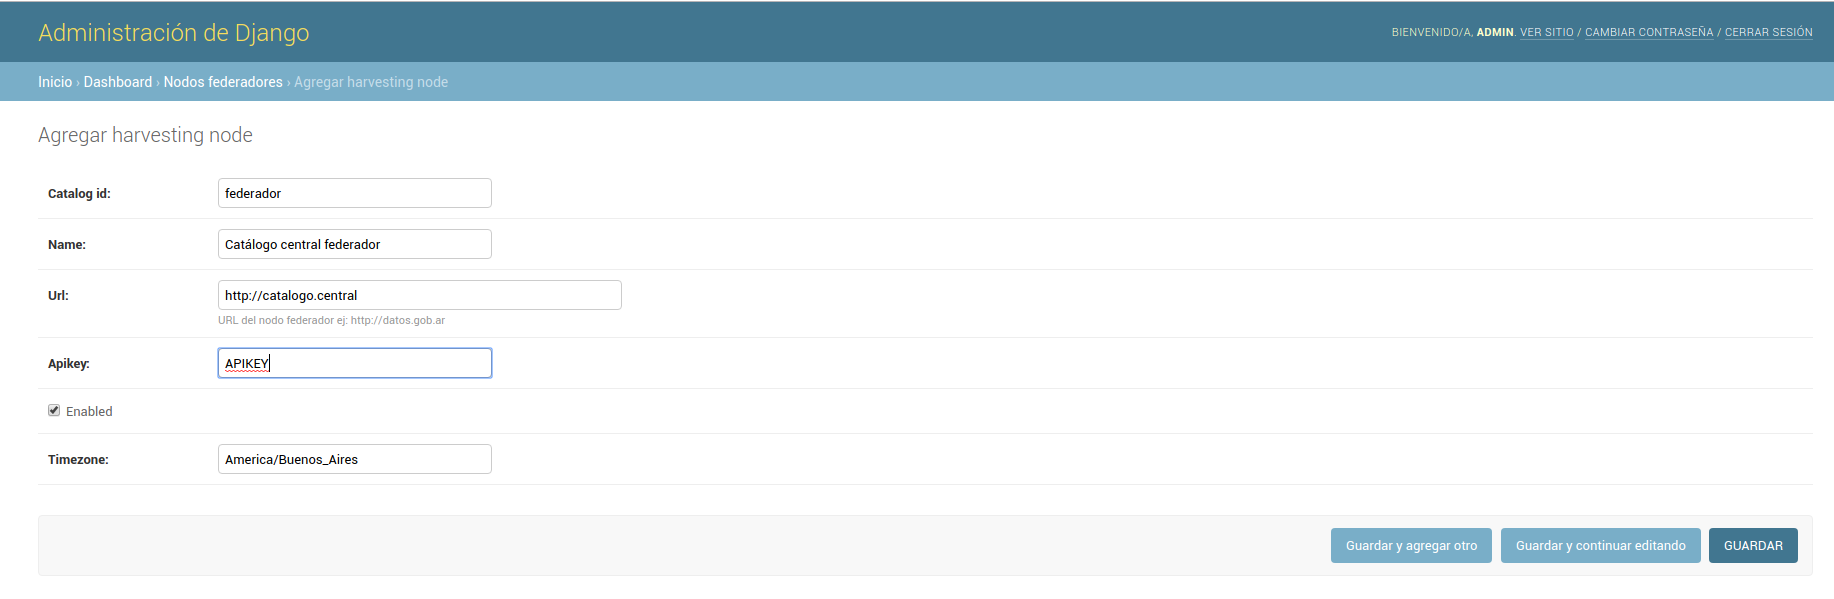 Administración de Django
BIENVENIDO/A, ADMIN. VER SITIO / CAMBIAR CONTRASEÑA / CERRAR SESIÓN
Inicio › Dashboard › Nodos federadores › Agregar harvesting node
Agregar harvesting node
Catalog id: federador
Name: Catálogo central federador
Url: http://catalogo.central
URL del nodo federador ej: http://datos.gob.ar
Apikey: APIKEY
Enabled
Timezone: America/Buenos_Aires
Guardar y agregar otro Guardar y continuar editando GUARDAR